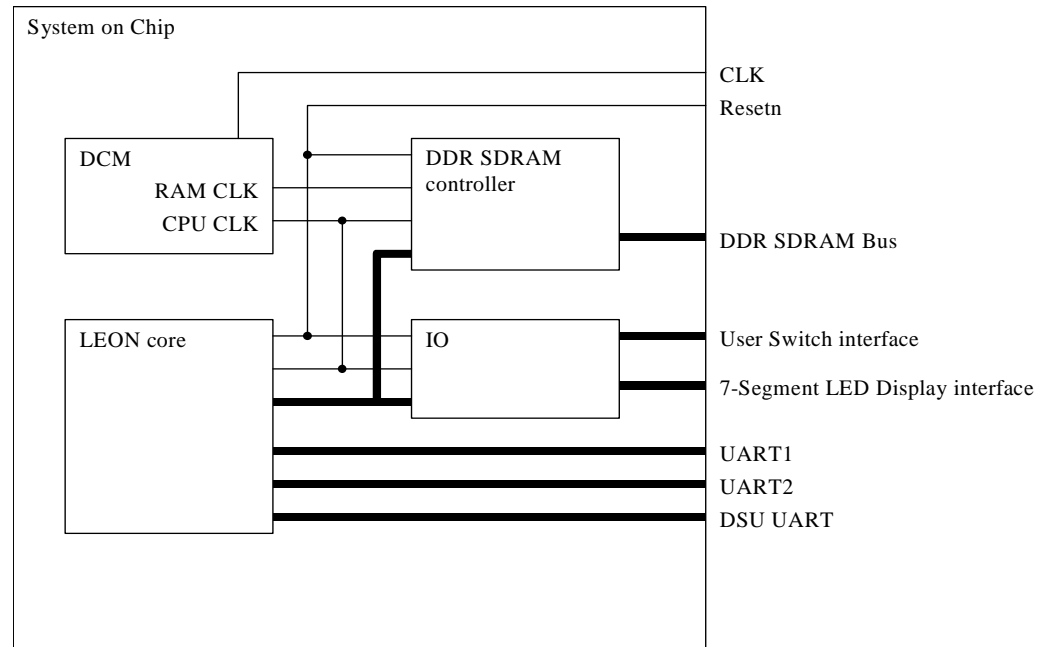 System on Chip
CLK
Resetn
DCM
RAM CLK
CPU CLK
DDR SDRAM
controller
DDR SDRAM Bus
LEON core
IO
User Switch interface
7-Segment LED Display interface
UART1
UART2
DSU UART